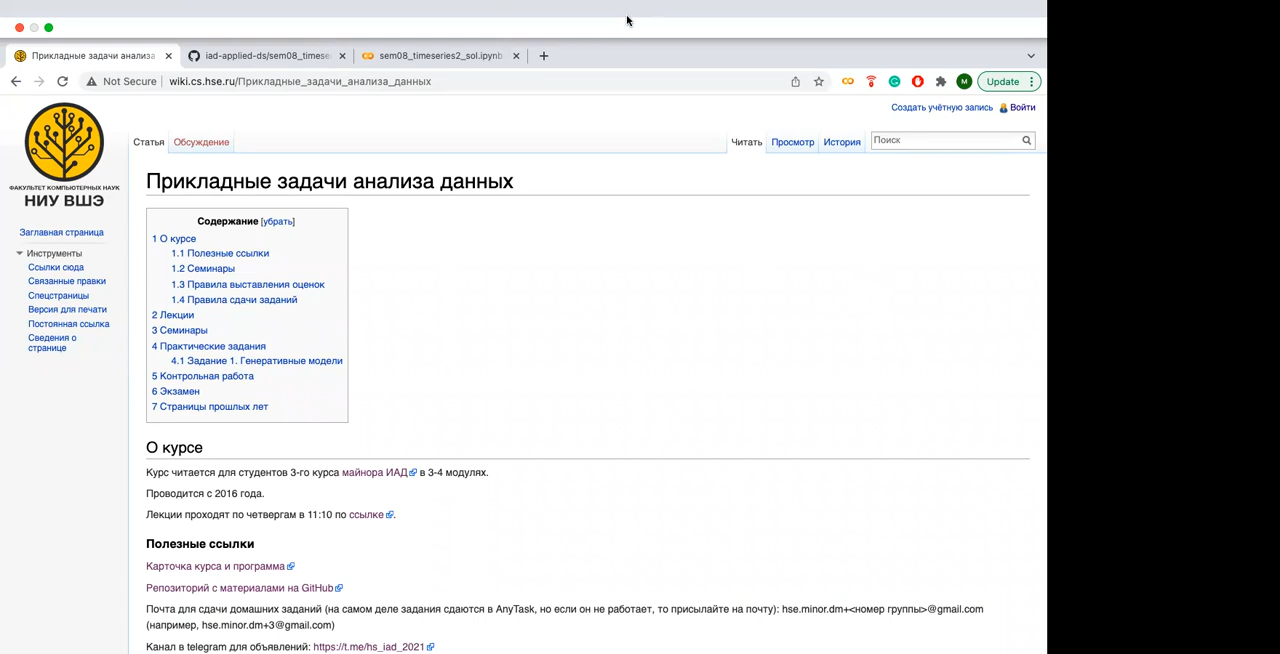 Прикладные задачи анализа
iad-applied-ds/sem08_timese
sem08_timeseries2_sol.ipynb
Not Secure
wiki.cs.hse.ru/Прикладные_задачи_анализа_данных
M
Update
Создать учётную запись Войти
ФАКУЛЬТЕТ КОМПЬЮТЕРНЫХ НАУК
НИУ ВШЭ
Статья Обсуждение Читать Просмотр История Поиск
Заглавная страница
Инструменты
Ссылки сюда
Связанные правки
Спецстраницы
Версия для печати
Постоянная ссылка
Сведения о
странице
Прикладные задачи анализа данных
Содержание [убрать]
1 О курсе
1.1 Полезные ссылки
1.2 Семинары
1.3 Правила выставления оценок
1.4 Правила сдачи заданий
2 Лекции
3 Семинары
4 Практические задания
4.1 Задание 1. Генеративные модели
5 Контрольная работа
6 Экзамен
7 Страницы прошлых лет
О курсе
Курс читается для студентов 3-го курса майнора ИАД в 3-4 модулях.
Проводится с 2016 года.
Лекции проходят по четвергам в 11:10 по ссылке.
Полезные ссылки
Карточка курса и программа
Репозиторий с материалами на GitHub
Почта для сдачи домашних заданий (на самом деле задания сдаются в AnyTask, но если он не работает, то присылайте на почту): hse.minor.dm+<номер группы>@gmail.com
(например, hse.minor.dm+3@gmail.com)
Канал в telegram для объявлений: https://t.me/hs_iad_2021